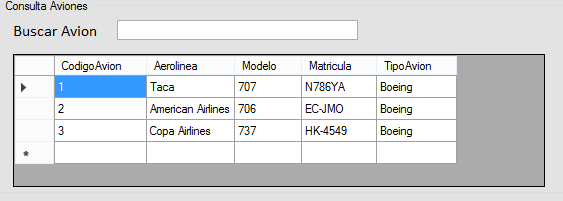 Consulta Aviones
Buscar Avion
CodigoAvion Aerolinea Modelo Matricula TipoAvion
1 Taca 707 N786YA Boeing
2 American Airlines 706 EC-JMO Boeing
3 Copa Airlines 737 HK-4549 Boeing